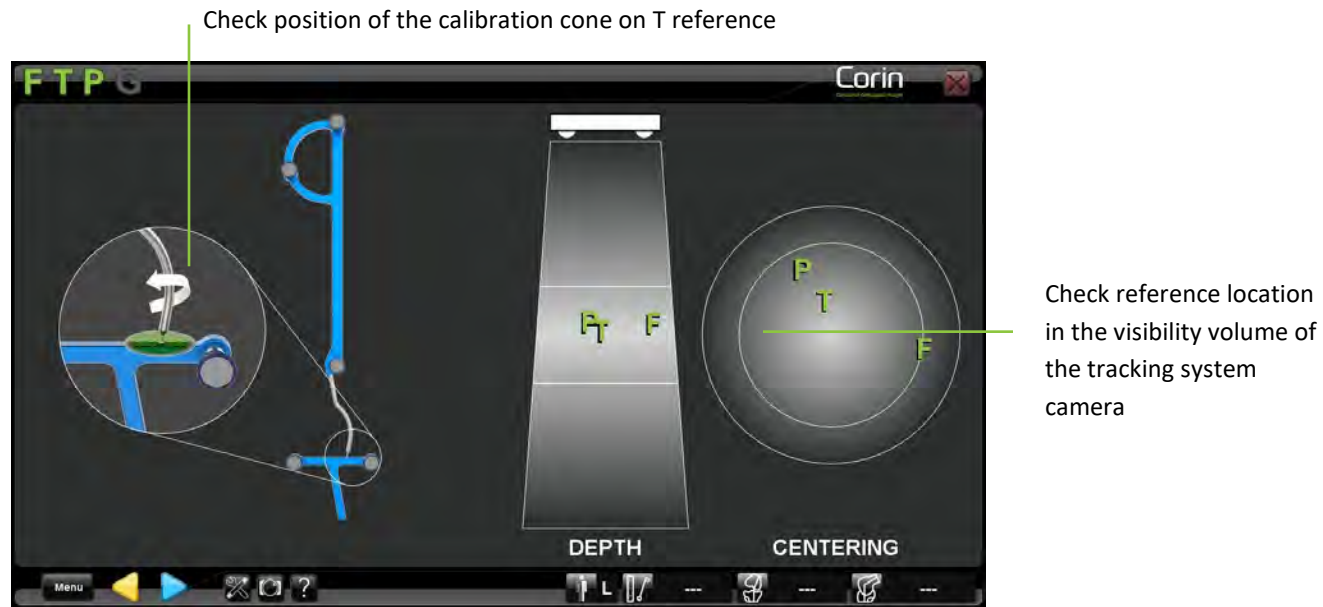 Check position of the calibration cone on T reference
F T P G
Corin
P
T
F
P
T
F
Check reference location
in the visibility volume of
the tracking system
camera
DEPTH
CENTERING
Menu
?
L
---
---
---